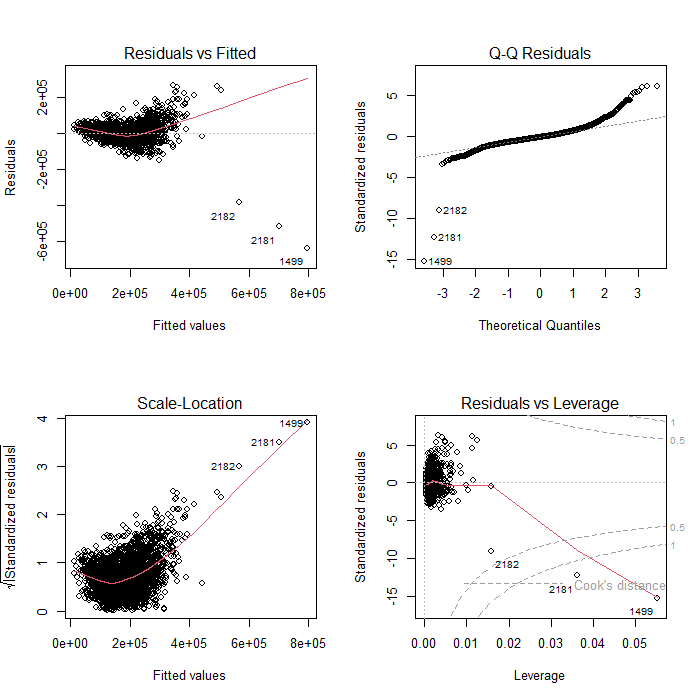 Residuals vs Fitted
Residuals
2e+05
-2e+05
-6e+05
2182
2181
1499
0e+00 2e+05 4e+05 6e+05 8e+05
Fitted values
Q-Q Residuals
Standardized residuals
5
0
-5
-10
-15
2182
2181
1499
-3 -2 -1 0 1 2 3
Theoretical Quantiles
Scale-Location
√|Standardized residuals|
4
3
2
1
0
1499
2181
2182
0e+00 2e+05 4e+05 6e+05 8e+05
Fitted values
Residuals vs Leverage
Standardized residuals
5
0
-5
-10
-15
1
0.5
0.5
1
2182
2181
Cook's distance
1499
0.00 0.01 0.02 0.03 0.04 0.05
Leverage